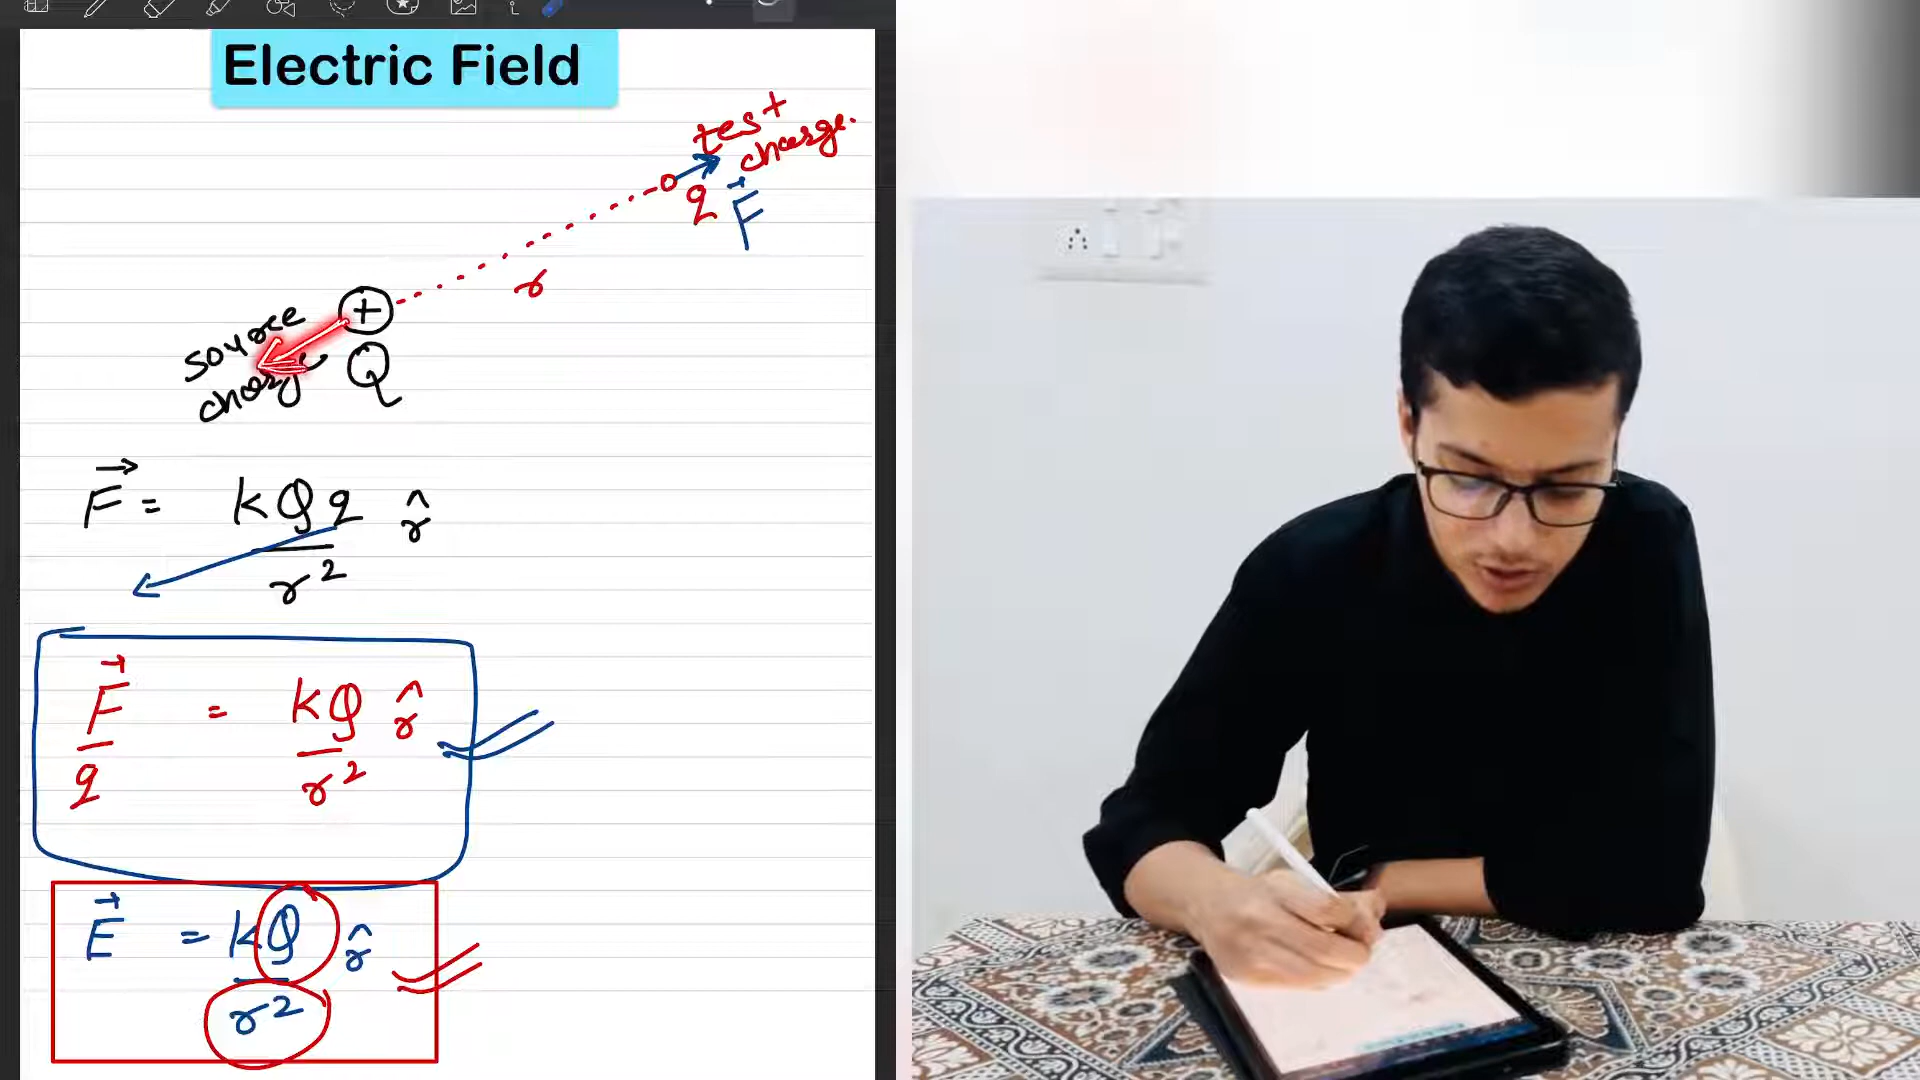 Electric Field
test
charge.
q
F⃗
r
source
charge
+
Q
F⃗ = kQq r̂
r²
F⃗ = kQ r̂
q r²
E⃗ = kQ r̂
r²